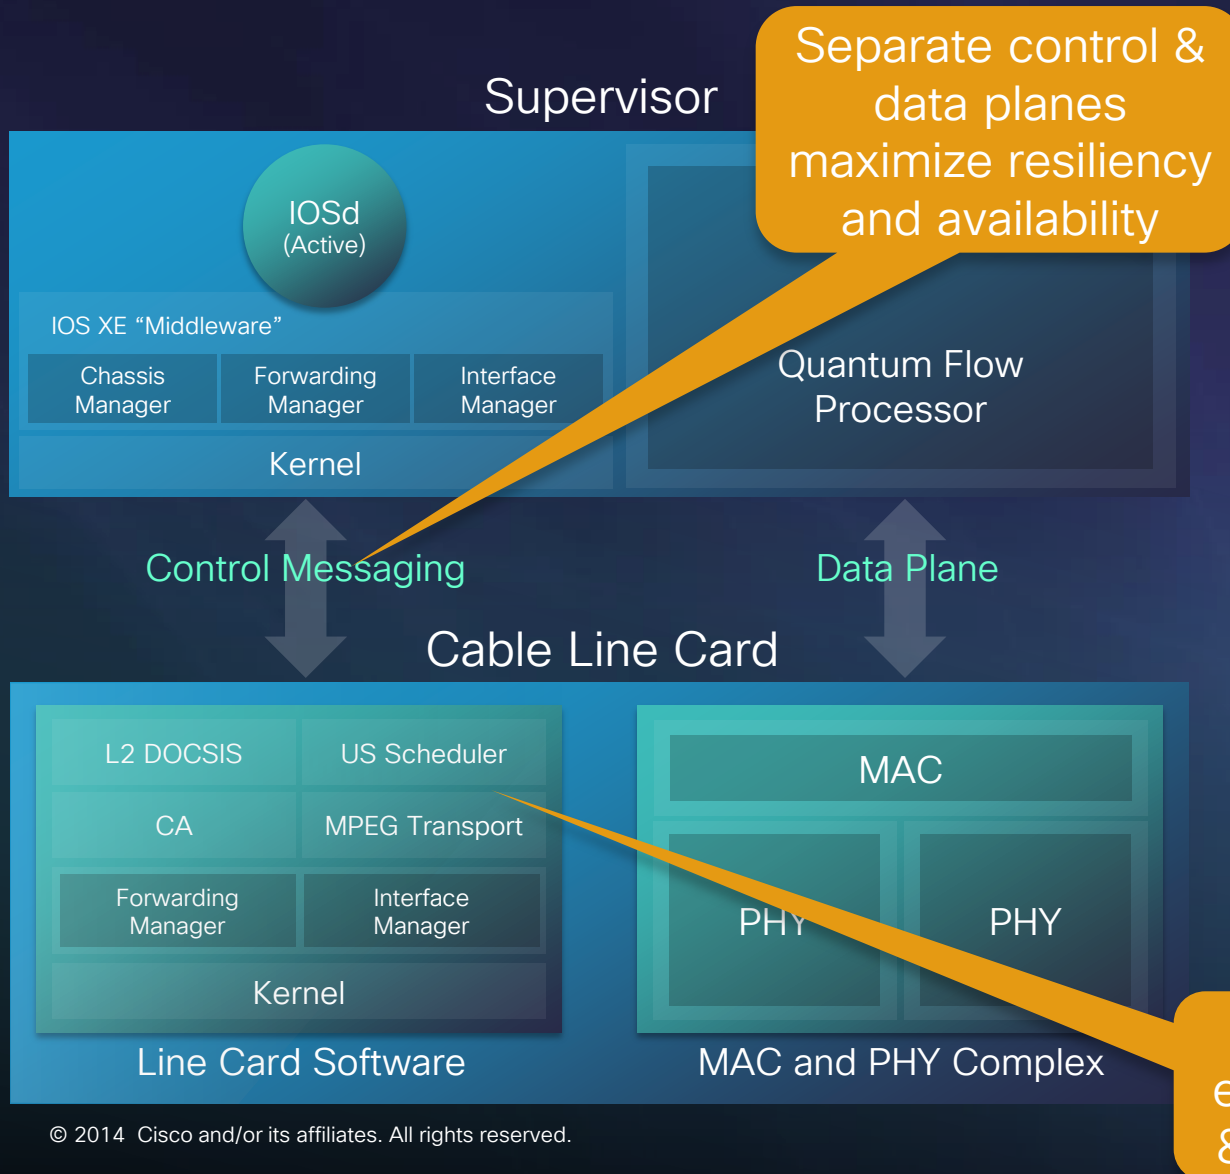 Separate control &
data planes
maximize resiliency
and availability
Supervisor
IOSd
(Active)
IOS XE “Middleware”
Chassis
Manager
Forwarding
Manager
Interface
Manager
Kernel
Quantum Flow
Processor
Control Messaging
Data Plane
Cable Line Card
L2 DOCSIS
US Scheduler
CA
MPEG Transport
Forwarding
Manager
Interface
Manager
Kernel
Line Card Software
MAC
PHY
PHY
MAC and PHY Complex
&
© 2014 Cisco and/or its affiliates. All rights reserved.